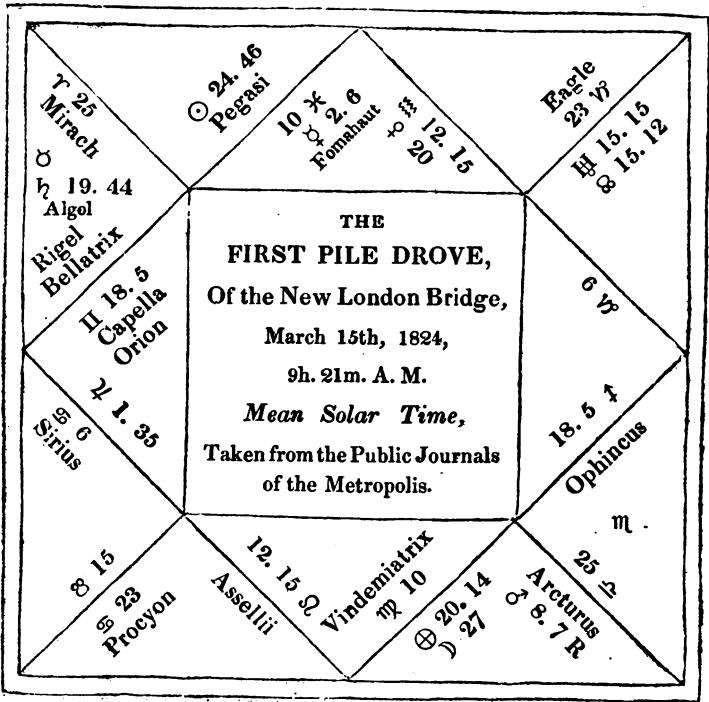 ♈ 25
Mirach
♉
♄ 19. 44
Algol
Rigel
Bellatrix
☉ 24. 46
Pegasi
10 ♓
☿ 2. 6
Fomahaut
♒ 12. 15
♀ 20
Eagle
23 ♑
♅ 15. 15
☊ 15. 12
♊ 18. 5
Capella
Orion
THE
FIRST PILE DROVE,
Of the New London Bridge,
March 15th, 1824,
9h. 21m. A. M.
Mean Solar Time,
Taken from the Public Journals
of the Metropolis.
6 ♑
♃ 1. 35
♋ 6
Sirius
18. 5 ♐
Ophincus
♏
☋ 15
♋ 23
Procyon
12. 15 ♌
Assellii
Vindemiatrix
♍ 10
⊕ 20. 14
☽ 27
25 ♎
Arcturus
♂ 8. 7 R